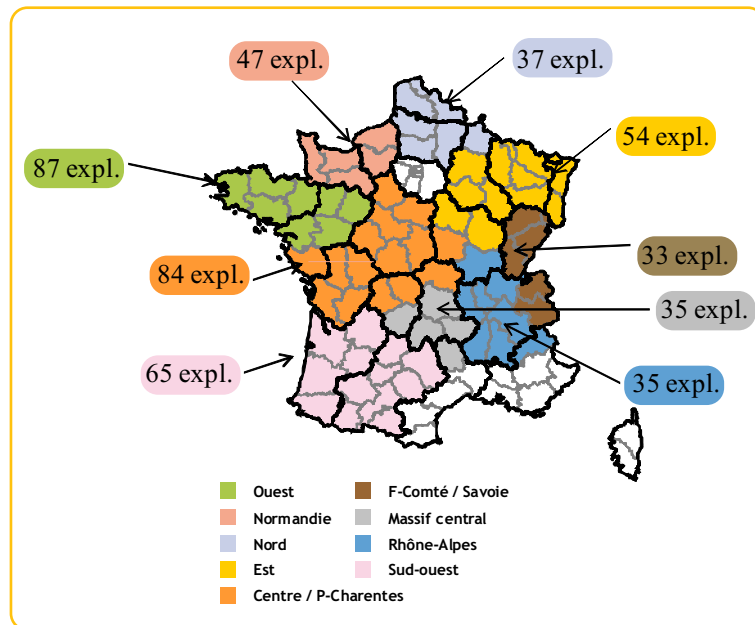 47 expl.
37 expl.
54 expl.
87 expl.
33 expl.
84 expl.
35 expl.
65 expl.
35 expl.
Ouest
Normandie
Nord
Est
Centre / P-Charentes
F-Comté / Savoie
Massif central
Rhône-Alpes
Sud-ouest